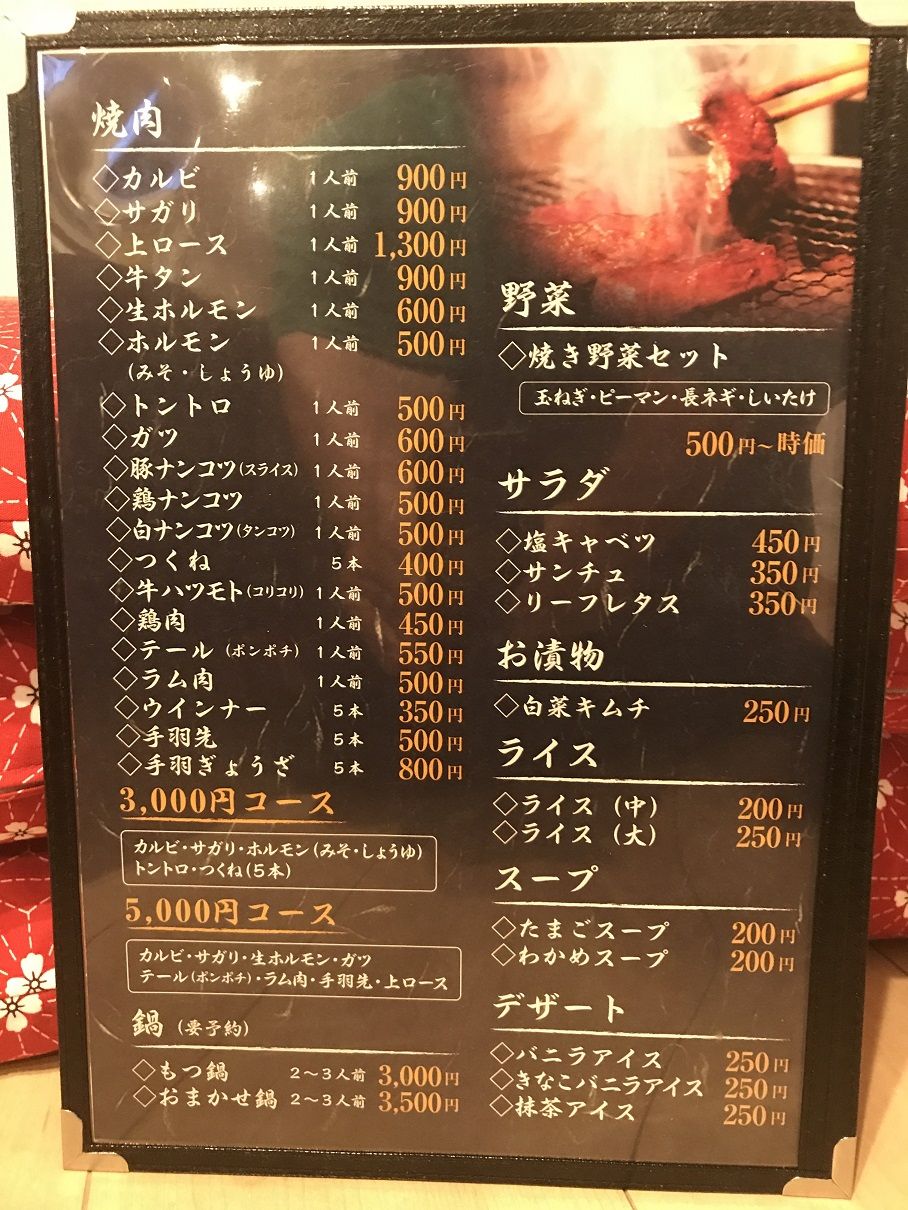 焼肉
◇カルビ 1人前 900円
◇サガリ 1人前 900円
◇上ロース 1人前 1,300円
◇牛タン 1人前 900円
◇生ホルモン 1人前 600円
◇ホルモン 1人前 500円
(みそ・しょうゆ)
◇トントロ 1人前 500円
◇ガツ 1人前 600円
◇豚ナンコツ(スライス) 1人前 600円
◇鶏ナンコツ 1人前 500円
◇白ナンコツ(タンコツ) 1人前 500円
◇つくね 5本 400円
◇牛ハツモト(コリコリ) 1人前 500円
◇鶏肉 1人前 450円
◇テール (ボンボチ) 1人前 550円
◇ラム肉 1人前 500円
◇ウインナー 5本 350円
◇手羽先 5本 500円
◇手羽ぎょうざ 5本 800円
3,000円コース
カルビ・サガリ・ホルモン(みそ・しょうゆ)
トントロ・つくね(5本)
5,000円コース
カルビ・サガリ・生ホルモン・ガツ
テール(ボンボチ)・ラム肉・手羽先・上ロース
鍋 (要予約)
◇もつ鍋 2〜3人前 3,000円
◇おまかせ鍋 2〜3人前 3,500円
野菜
◇焼き野菜セット
玉ねぎ・ピーマン・長ネギ・しいたけ
500円〜時価
サラダ
◇塩キャベツ 450円
◇サンチュ 350円
◇リーフレタス 350円
お漬物
◇白菜キムチ 250円
ライス
◇ライス (中) 200円
◇ライス (大) 250円
スープ
◇たまごスープ 200円
◇わかめスープ 200円
デザート
◇バニラアイス 250円
◇きなこバニラアイス 250円
◇抹茶アイス 250円